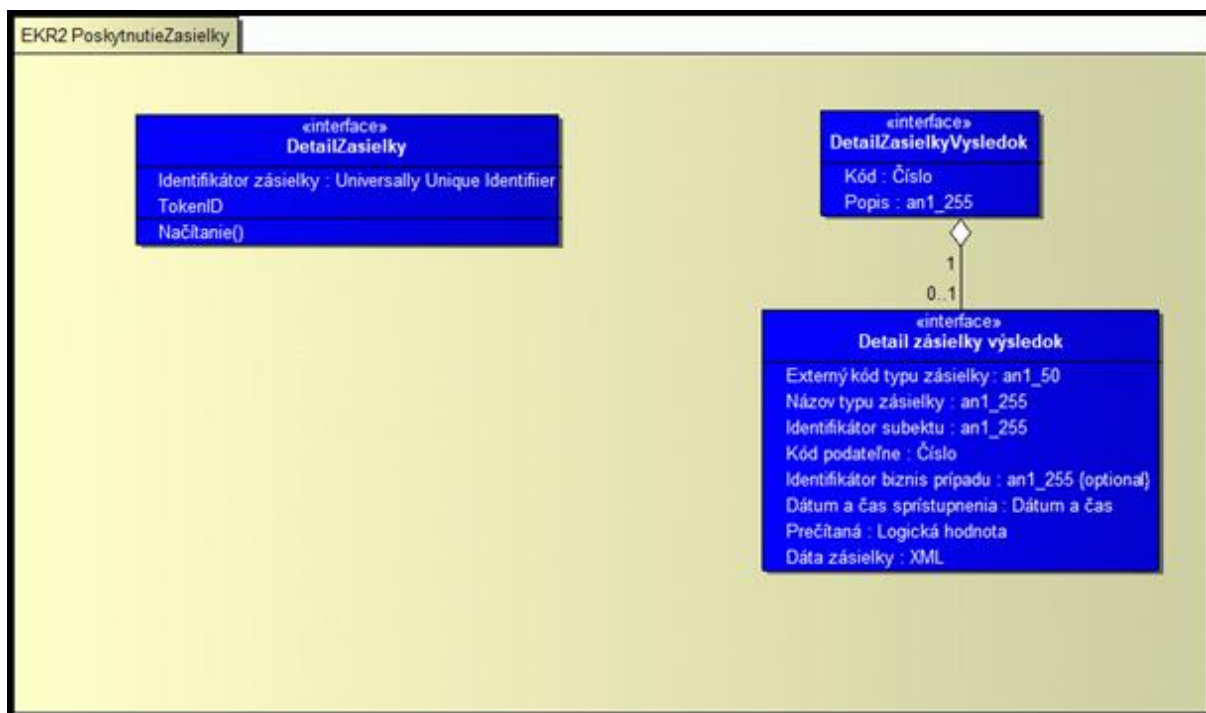 EKR2 PoskytnutieZasielky
«interface»
DetailZasielky
Identifikátor zásielky : Universally Unique Identifiier
TokenID
Načítanie()
«interface»
DetailZasielkyVysledok
Kód : Číslo
Popis : an1_255
1
0..1
«interface»
Detail zásielky výsledok
Externý kód typu zásielky : an1_50
Názov typu zásielky : an1_255
Identifikátor subektu : an1_255
Kód podateľne : Číslo
Identifikátor biznis prípadu : an1_255 {optional}
Dátum a čas sprístupnenia : Dátum a čas
Prečítaná : Logická hodnota
Dáta zásielky : XML